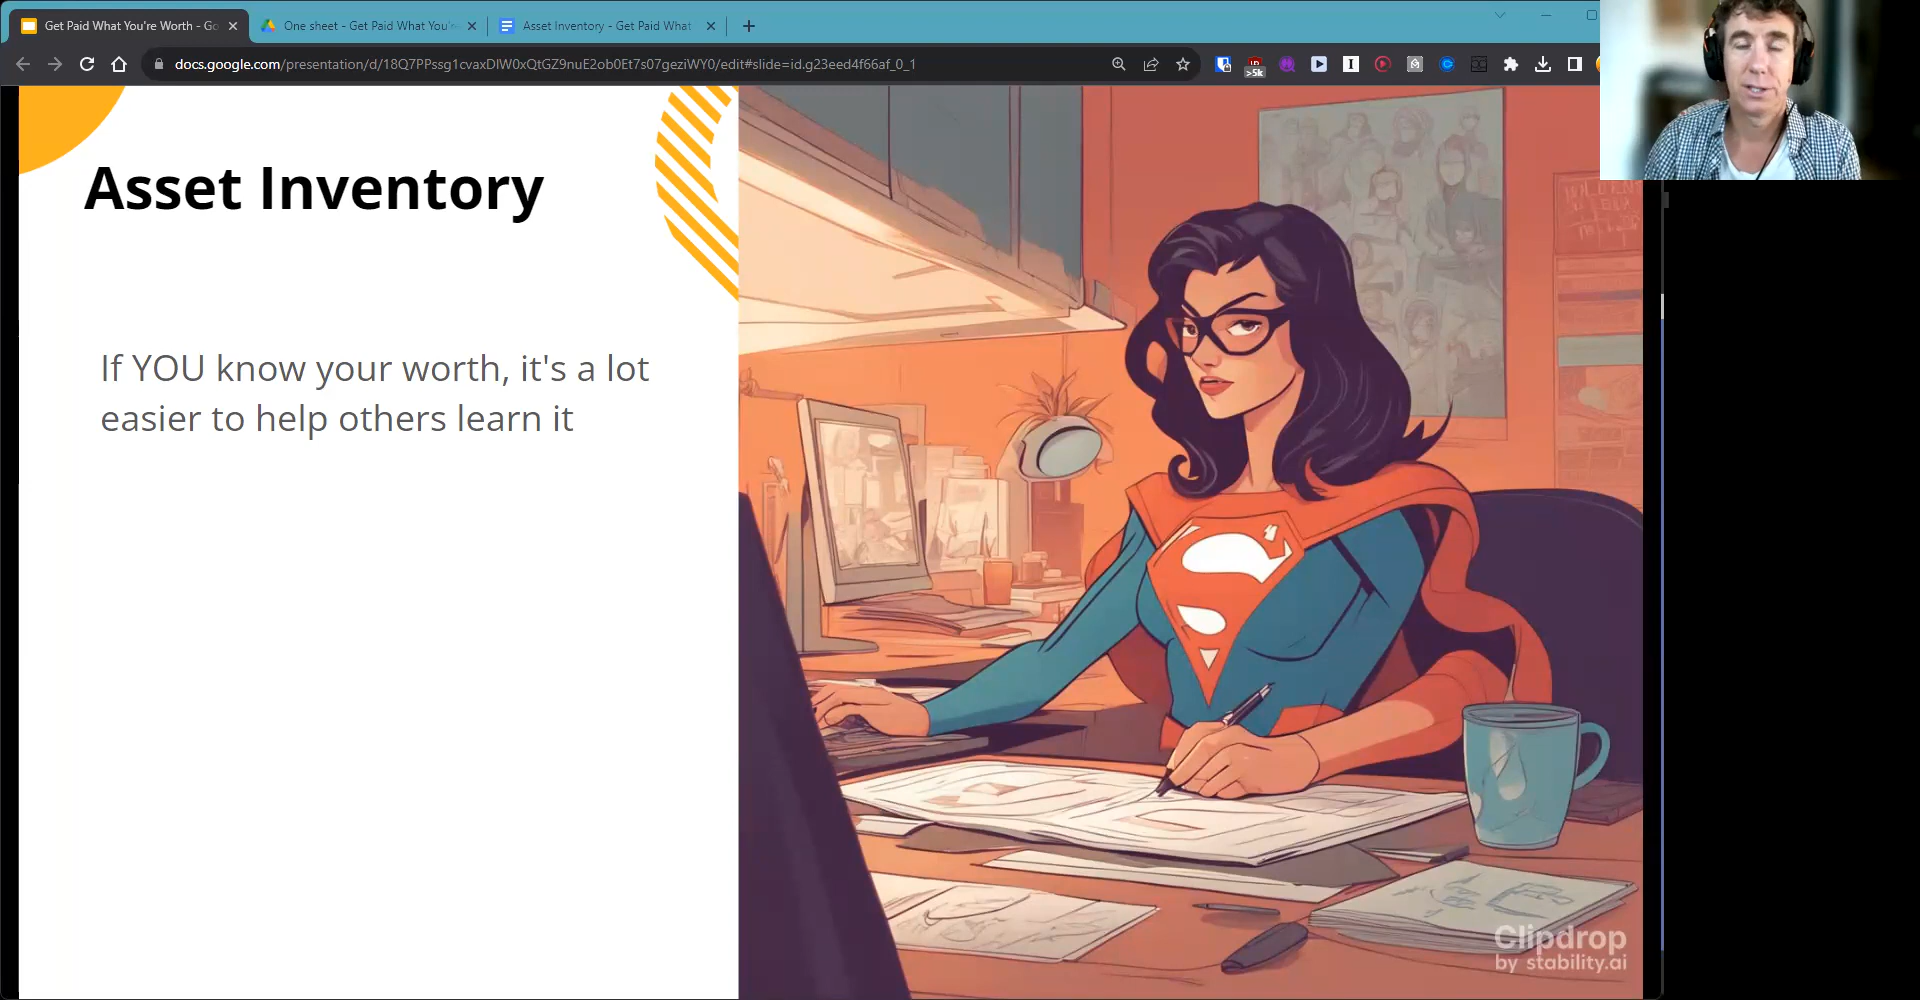 Get Paid What You're Worth - Go
One sheet - Get Paid What You'r
Asset Inventory - Get Paid What
docs.google.com/presentation/d/18Q7PPssg1cvaxDlW0xQtGZ9nuE2ob0Et7s07geziWY0/edit#slide=id.g23eed4f66af_0_1
>5k
Asset Inventory
If YOU know your worth, it's a lot
easier to help others learn it
Clipdrop
by stability.ai